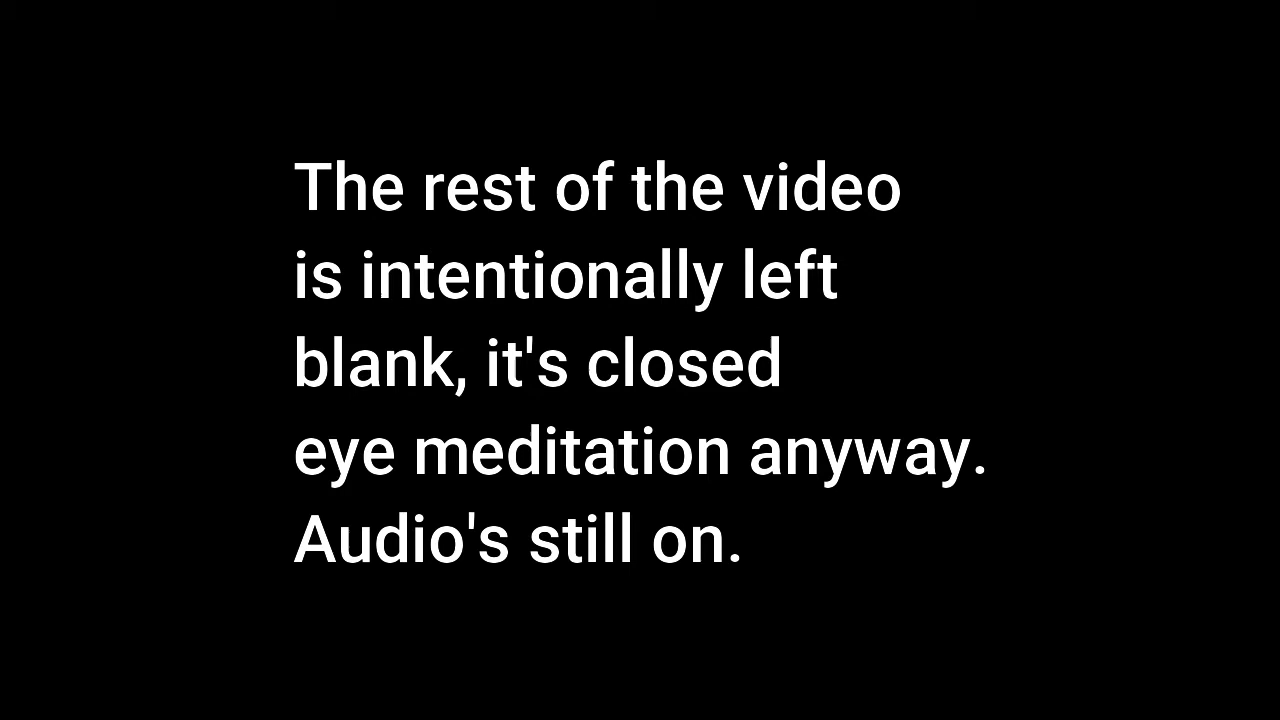 The rest of the video
is intentionally left
blank, it's closed
eye meditation anyway.
Audio's still on.